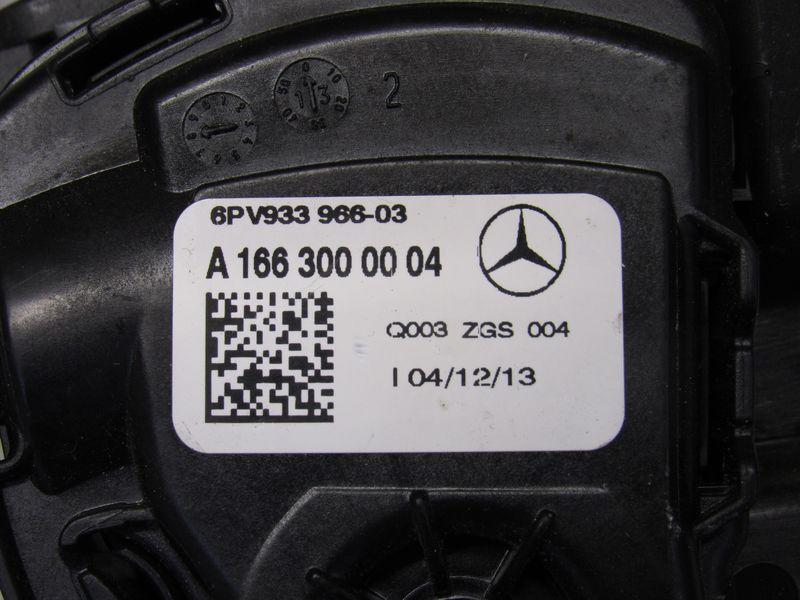 2
6PV933 966-03
A 166 300 00 04
Q003 ZGS 004
I 04/12/13